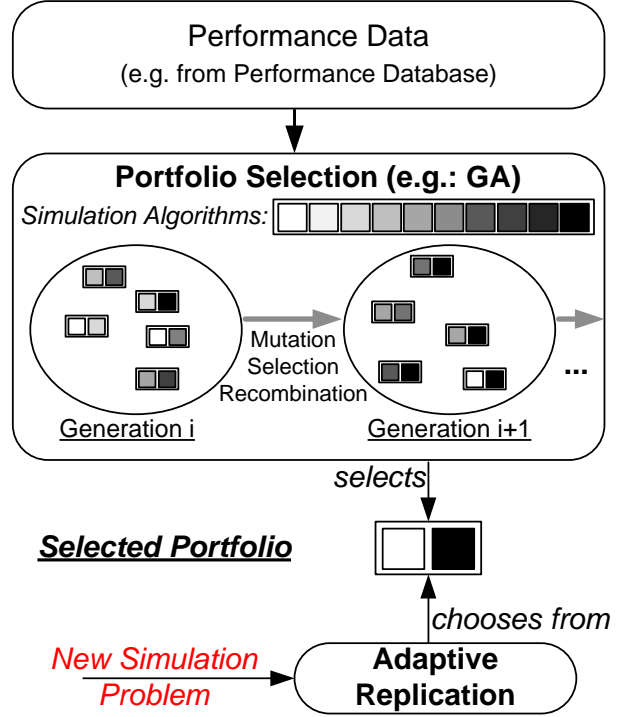 Performance Data
(e.g. from Performance Database)
Portfolio Selection (e.g.: GA)
Simulation Algorithms:
Mutation
Selection
Recombination
...
Generation i
Generation i+1
selects
Selected Portfolio
chooses from
New Simulation
Problem
Adaptive
Replication